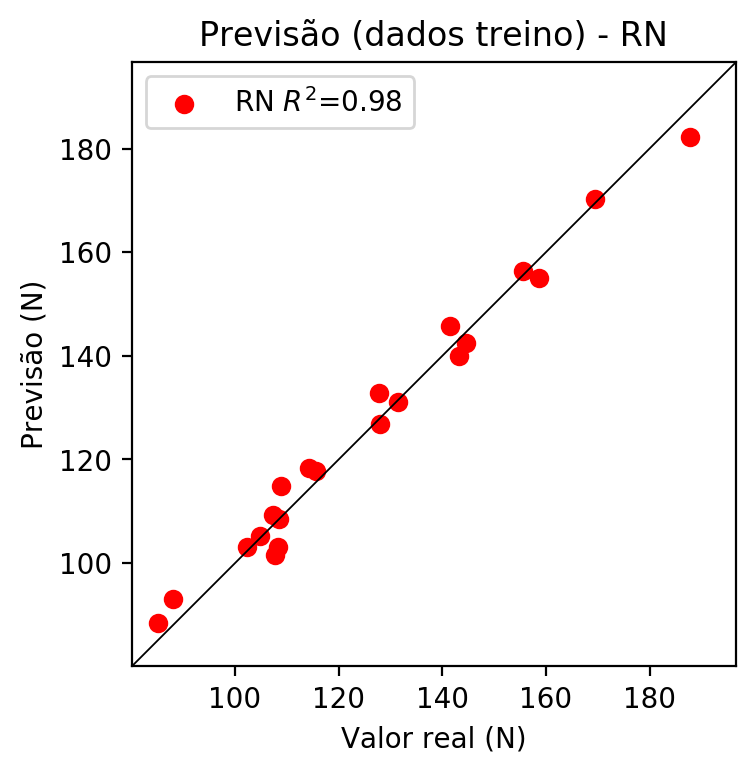 Previsão (dados treino) - RN
RN $R^2$=0.98
180
160
140
120
100
Previsão (N)
100 120 140 160 180
Valor real (N)